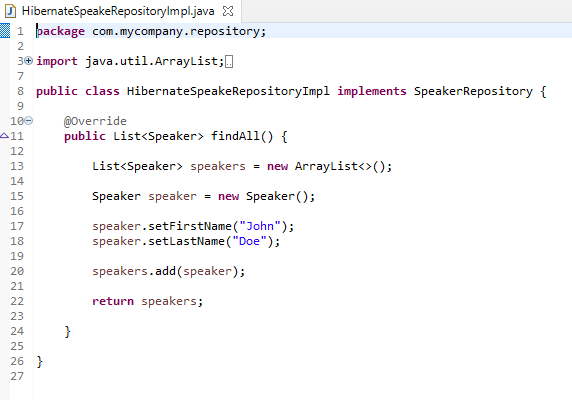 HibernateSpeakeRepositoryImpl.java
1 package com.mycompany.repository;
2
3 import java.util.ArrayList;
7
8 public class HibernateSpeakeRepositoryImpl implements SpeakerRepository {
9
10 @Override
11 public List<Speaker> findAll() {
12
13 List<Speaker> speakers = new ArrayList<>();
14
15 Speaker speaker = new Speaker();
16
17 speaker.setFirstName("John");
18 speaker.setLastName("Doe");
19
20 speakers.add(speaker);
21
22 return speakers;
23
24 }
25
26 }
27